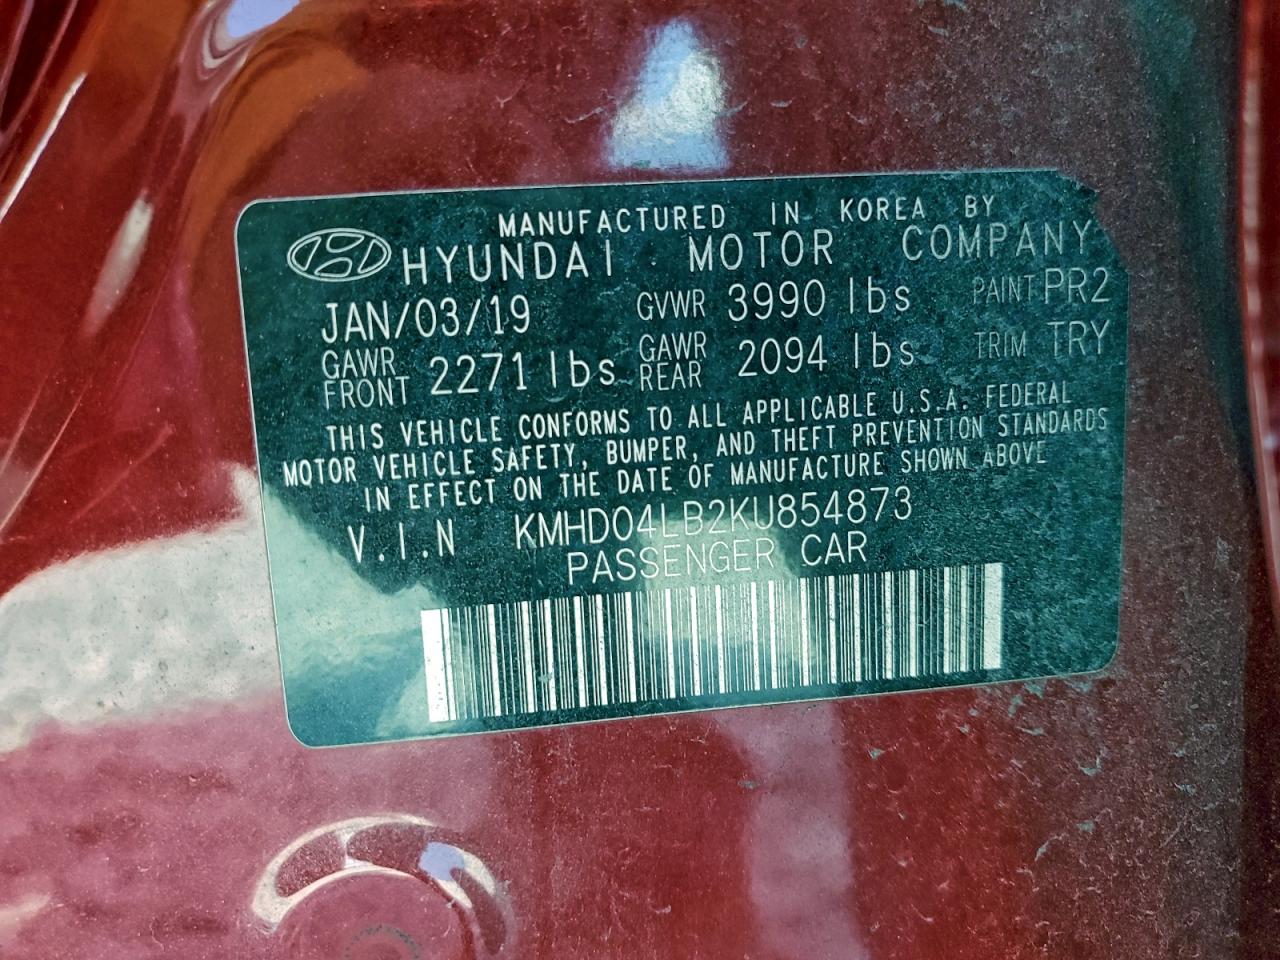 MANUFACTURED IN KOREA BY
HYUNDAI MOTOR COMPANY
JAN/03/19 GVWR 3990 lbs PAINT PR2
GAWR FRONT 2271 lbs GAWR REAR 2094 lbs TRIM TRY
THIS VEHICLE CONFORMS TO ALL APPLICABLE U.S.A. FEDERAL
MOTOR VEHICLE SAFETY, BUMPER, AND THEFT PREVENTION STANDARDS
IN EFFECT ON THE DATE OF MANUFACTURE SHOWN ABOVE
V.I.N KMHD04LB2KU854873
PASSENGER CAR